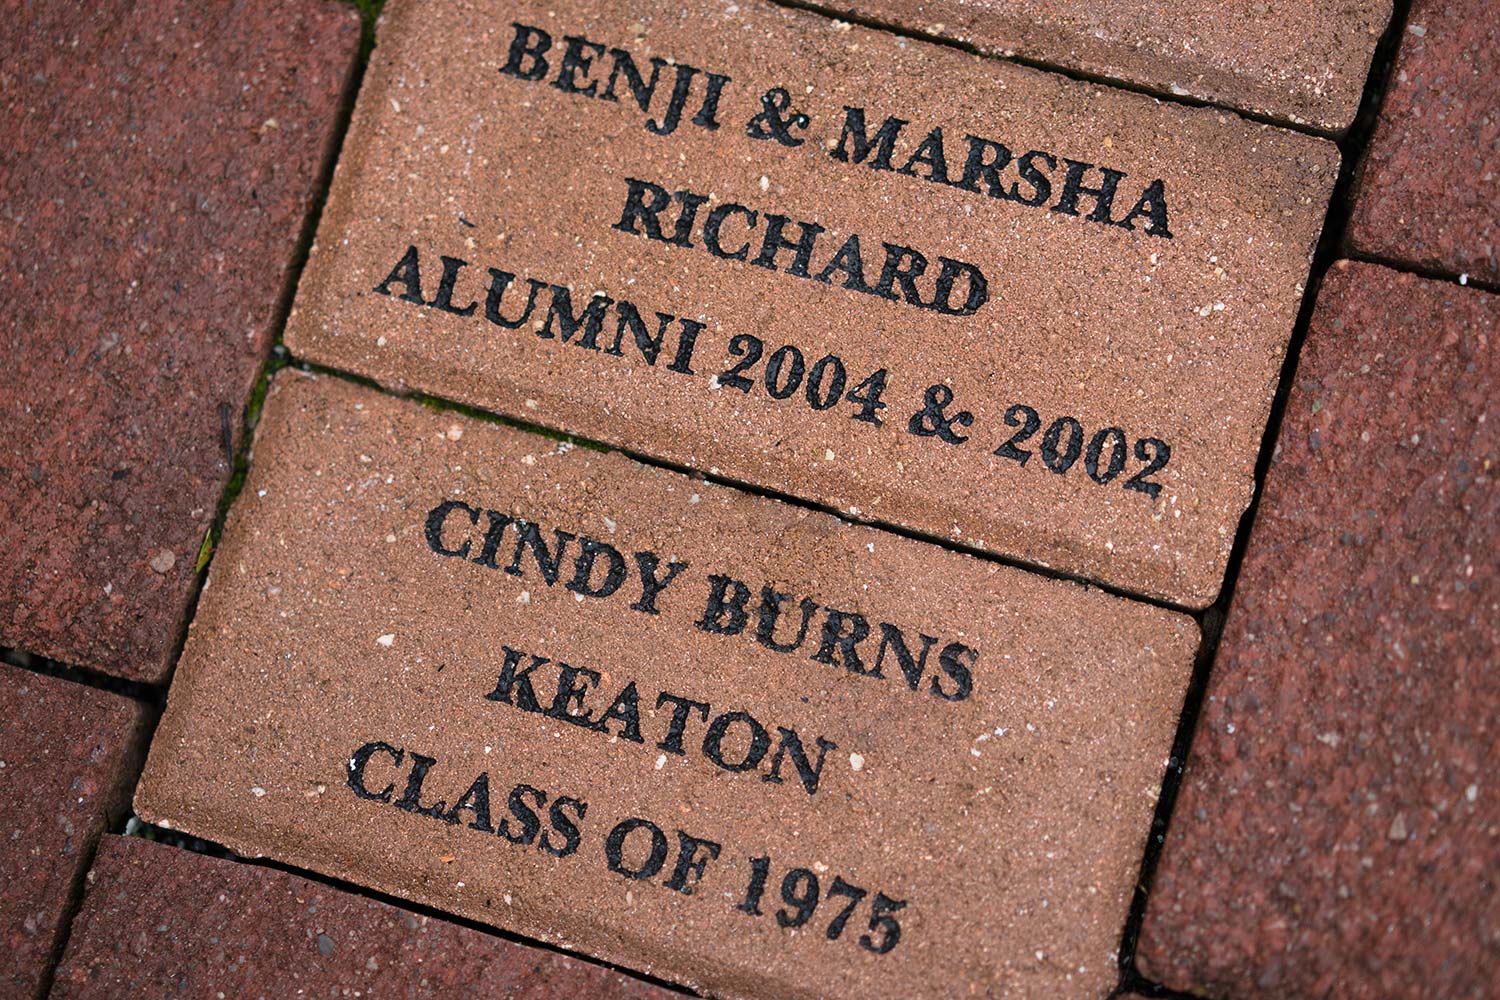 BENJI & MARSHA
RICHARD
ALUMNI 2004 & 2002
CINDY BURNS
KEATON
CLASS OF 1975